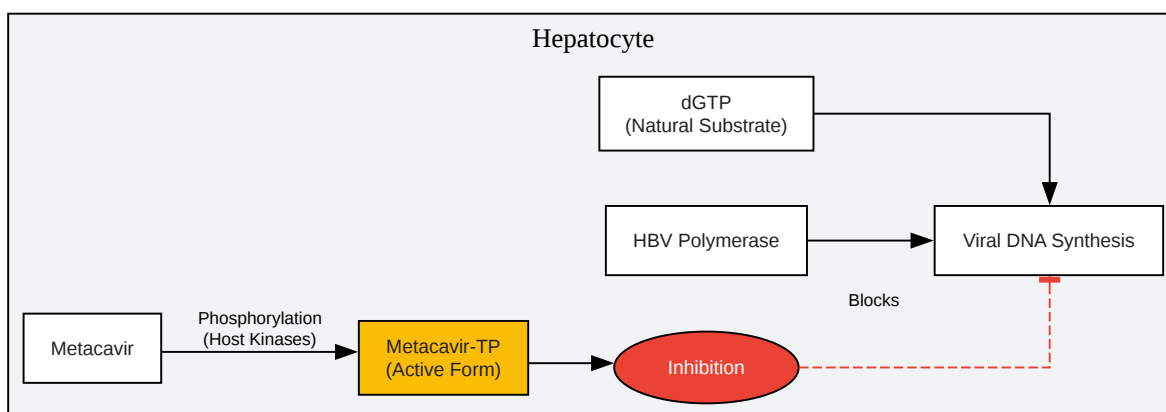 Hepatocyte
dGTP
(Natural Substrate)
HBV Polymerase
Viral DNA Synthesis
Blocks
Phosphorylation
(Host Kinases)
Metacavir
Metacavir-TP
(Active Form)
Inhibition